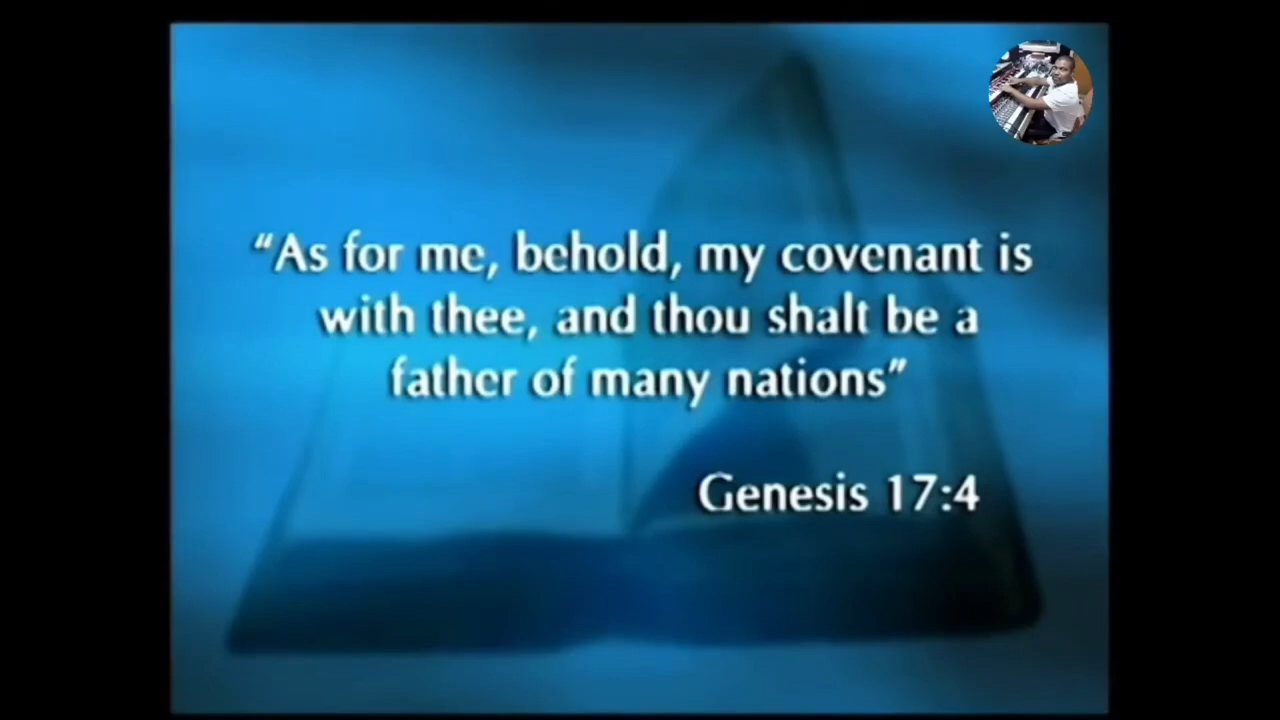 “As for me, behold, my covenant is
with thee, and thou shalt be a
father of many nations”
Genesis 17:4